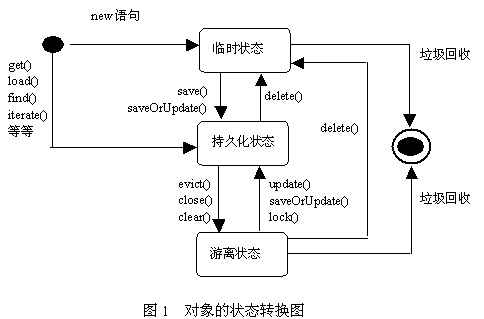 new语句
临时状态
垃圾回收
get()
load()
find()
iterate()
等等
save()
saveOrUpdate()
delete()
delete()
持久化状态
evict()
close()
clear()
update()
saveOrUpdate()
lock()
垃圾回收
游离状态
图1 对象的状态转换图